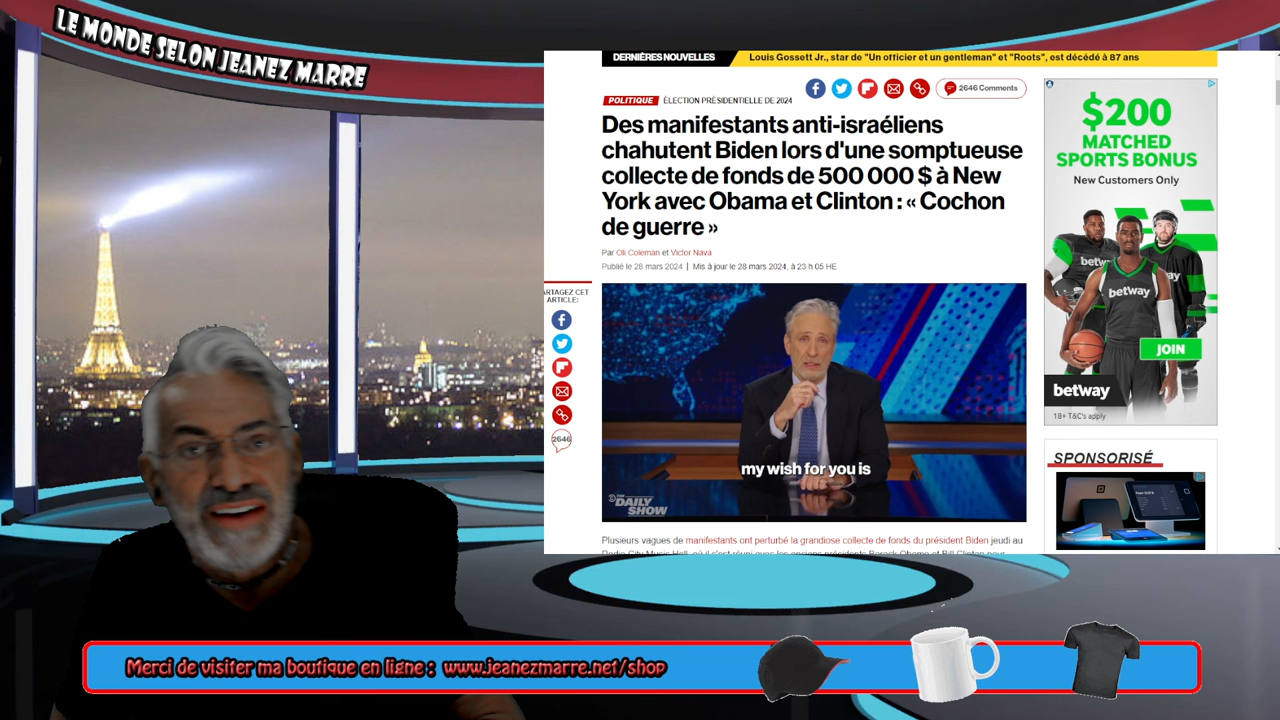 LE MONDE SELON JEANEZ MARRE
DERNIÈRES NOUVELLES
Louis Gossett Jr., star de "Un officier et un gentleman" et "Roots", est décédé à 87 ans
POLITIQUE
ÉLECTION PRÉSIDENTIELLE DE 2024
2646 Comments
Des manifestants anti-israéliens
chahutent Biden lors d'une somptueuse
collecte de fonds de 500 000 $ à New
York avec Obama et Clinton : « Cochon
de guerre »
Par Oli Coleman et Victor Nava
Publié le 28 mars 2024 | Mis à jour le 28 mars 2024, à 23 h 05 HE
ARTAGEZ CET
ARTICLE:
2646
my wish for you is
THE
DAILY
SHOW
Plusieurs vagues de manifestants ont perturbé la grandiose collecte de fonds du président Biden jeudi au
$200
MATCHED
SPORTS BONUS
New Customers Only
betway
betway
betway
JOIN
betway
18+ T&C's apply
SPONSORISÉ
Merci de visiter ma boutique en ligne : www.jeanezmarre.net/shop